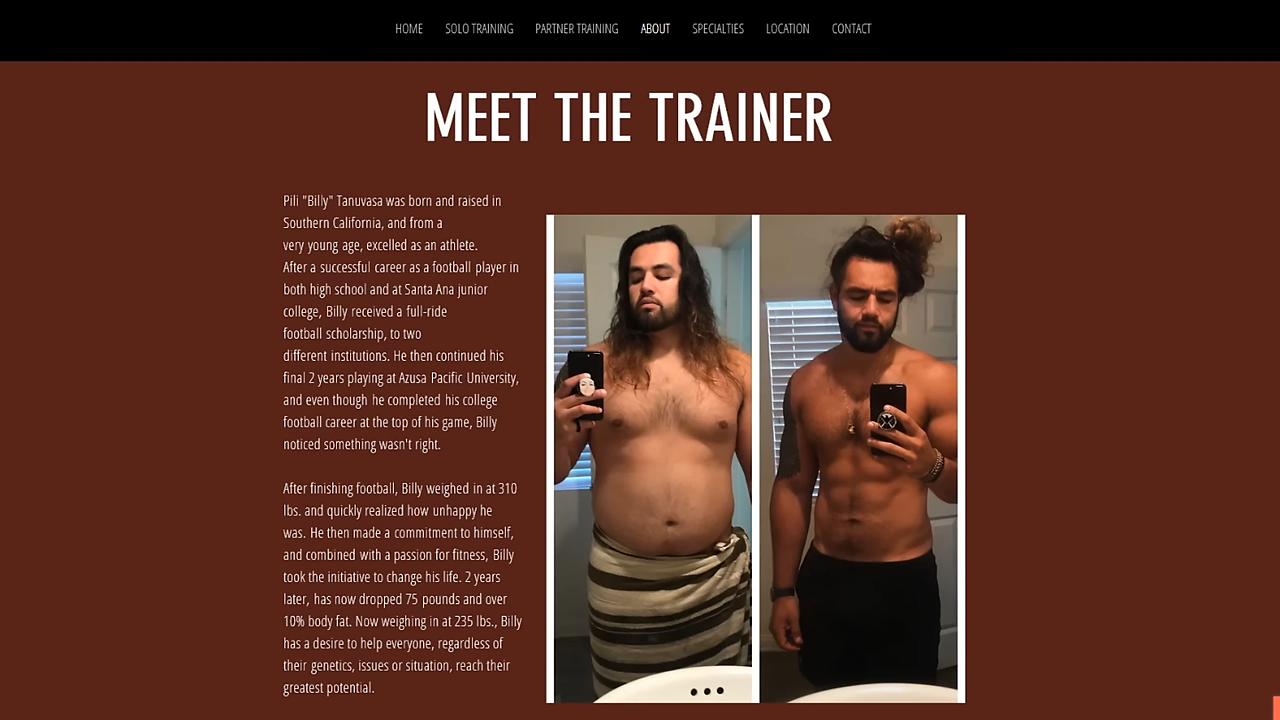 HOME SOLO TRAINING PARTNER TRAINING ABOUT SPECIALTIES LOCATION CONTACT
MEET THE TRAINER
Pili "Billy" Tanuvasa was born and raised in
Southern California, and from a
very young age, excelled as an athlete.
After a successful career as a football player in
both high school and at Santa Ana junior
college, Billy received a full-ride
football scholarship, to two
different institutions. He then continued his
final 2 years playing at Azusa Pacific University,
and even though he completed his college
football career at the top of his game, Billy
noticed something wasn't right.
After finishing football, Billy weighed in at 310
lbs. and quickly realized how unhappy he
was. He then made a commitment to himself,
and combined with a passion for fitness, Billy
took the initiative to change his life. 2 years
later, has now dropped 75 pounds and over
10% body fat. Now weighing in at 235 lbs., Billy
has a desire to help everyone, regardless of
their genetics, issues or situation, reach their
greatest potential.